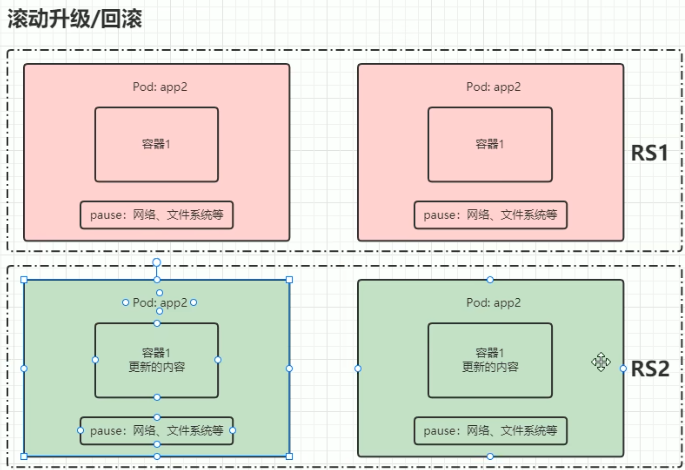 滚动升级/回滚
Pod: app2
容器1
pause：网络、文件系统等
Pod: app2
容器1
pause：网络、文件系统等
RS1
Pod: app2
容器1
更新的内容
pause：网络、文件系统等
Pod: app2
容器1
更新的内容
pause：网络、文件系统等
RS2